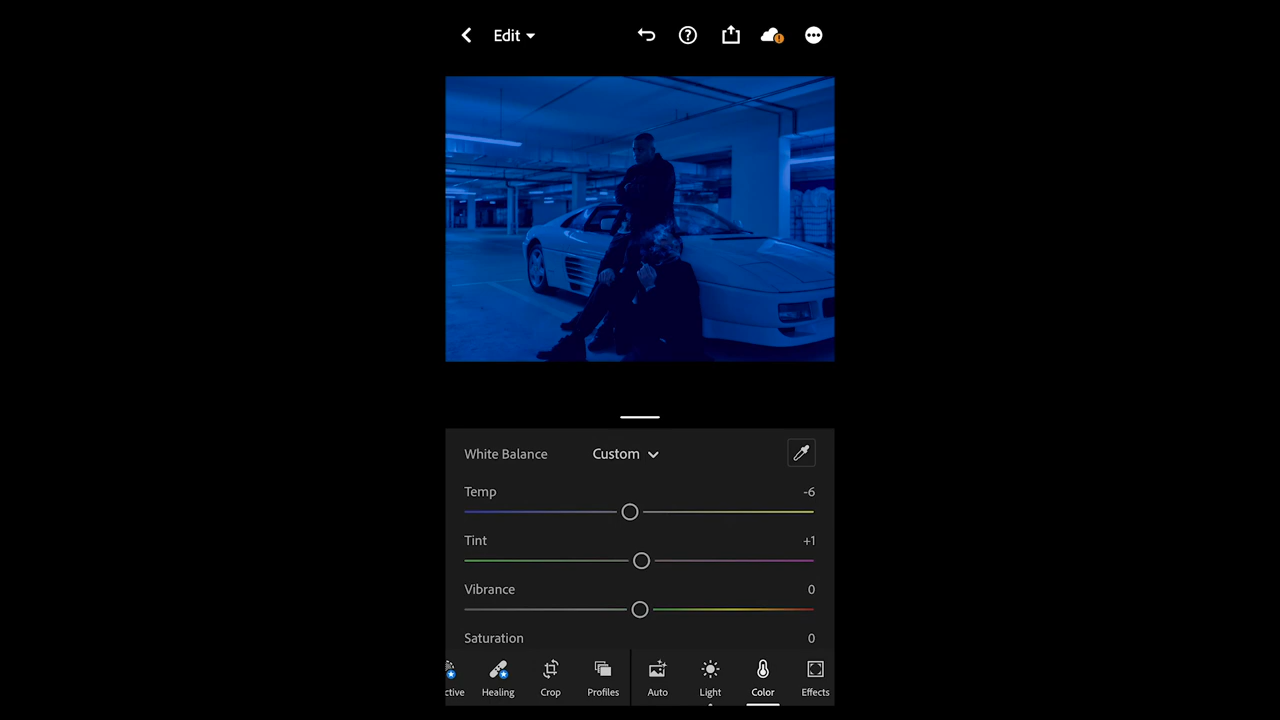 Edit
White Balance Custom
Temp -6
Tint +1
Vibrance 0
Saturation 0
ctive Healing Crop Profiles Auto Light Color Effects